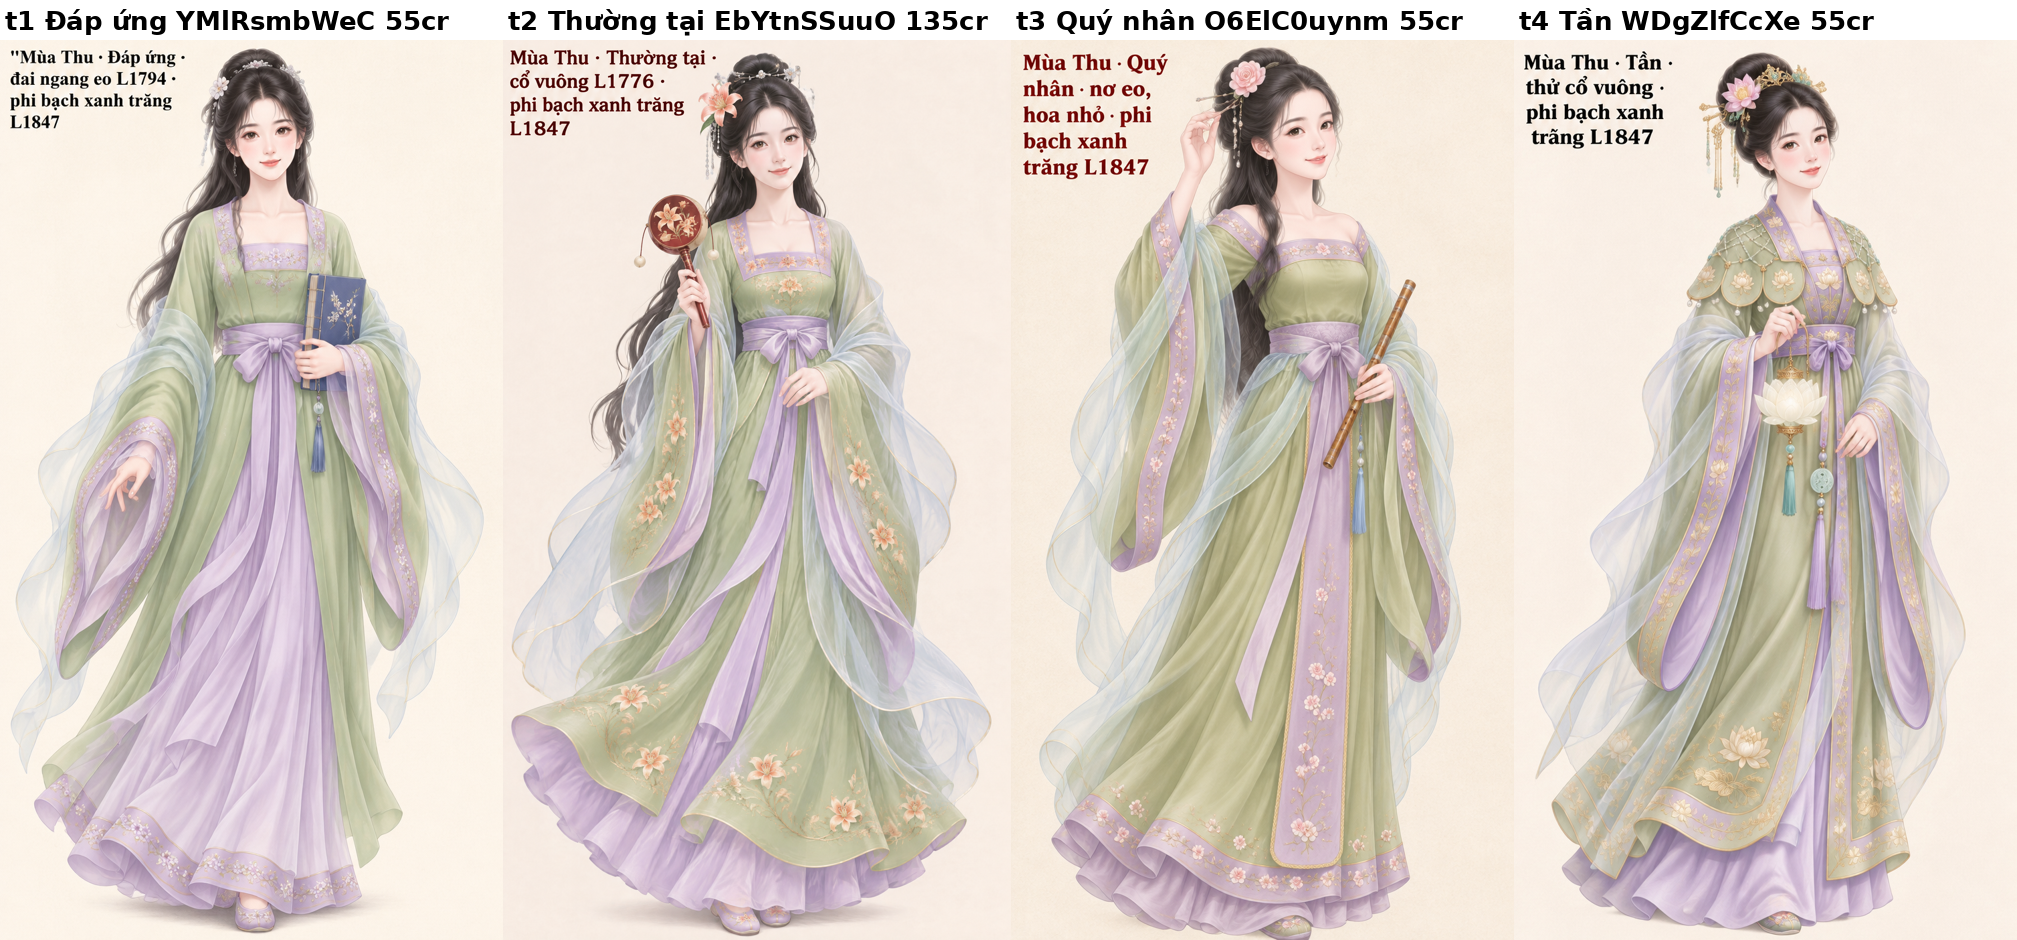 t1 Đáp ứng YMlRsmbWeC 55cr
"Mùa Thu · Đáp ứng ·
đai ngang eo L1794 ·
phi bạch xanh trăng
L1847
t2 Thường tại EbYtnSSuuO 135cr
Mùa Thu · Thường tại ·
cổ vuông L1776 ·
phi bạch xanh trăng
L1847
t3 Quý nhân O6ElC0uynm 55cr
Mùa Thu · Quý
nhân · nơ eo,
hoa nhỏ · phi
bạch xanh
trăng L1847
t4 Tần WDgZlfCcXe 55cr
Mùa Thu · Tần ·
thử cổ vuông ·
phi bạch xanh
trãng L1847